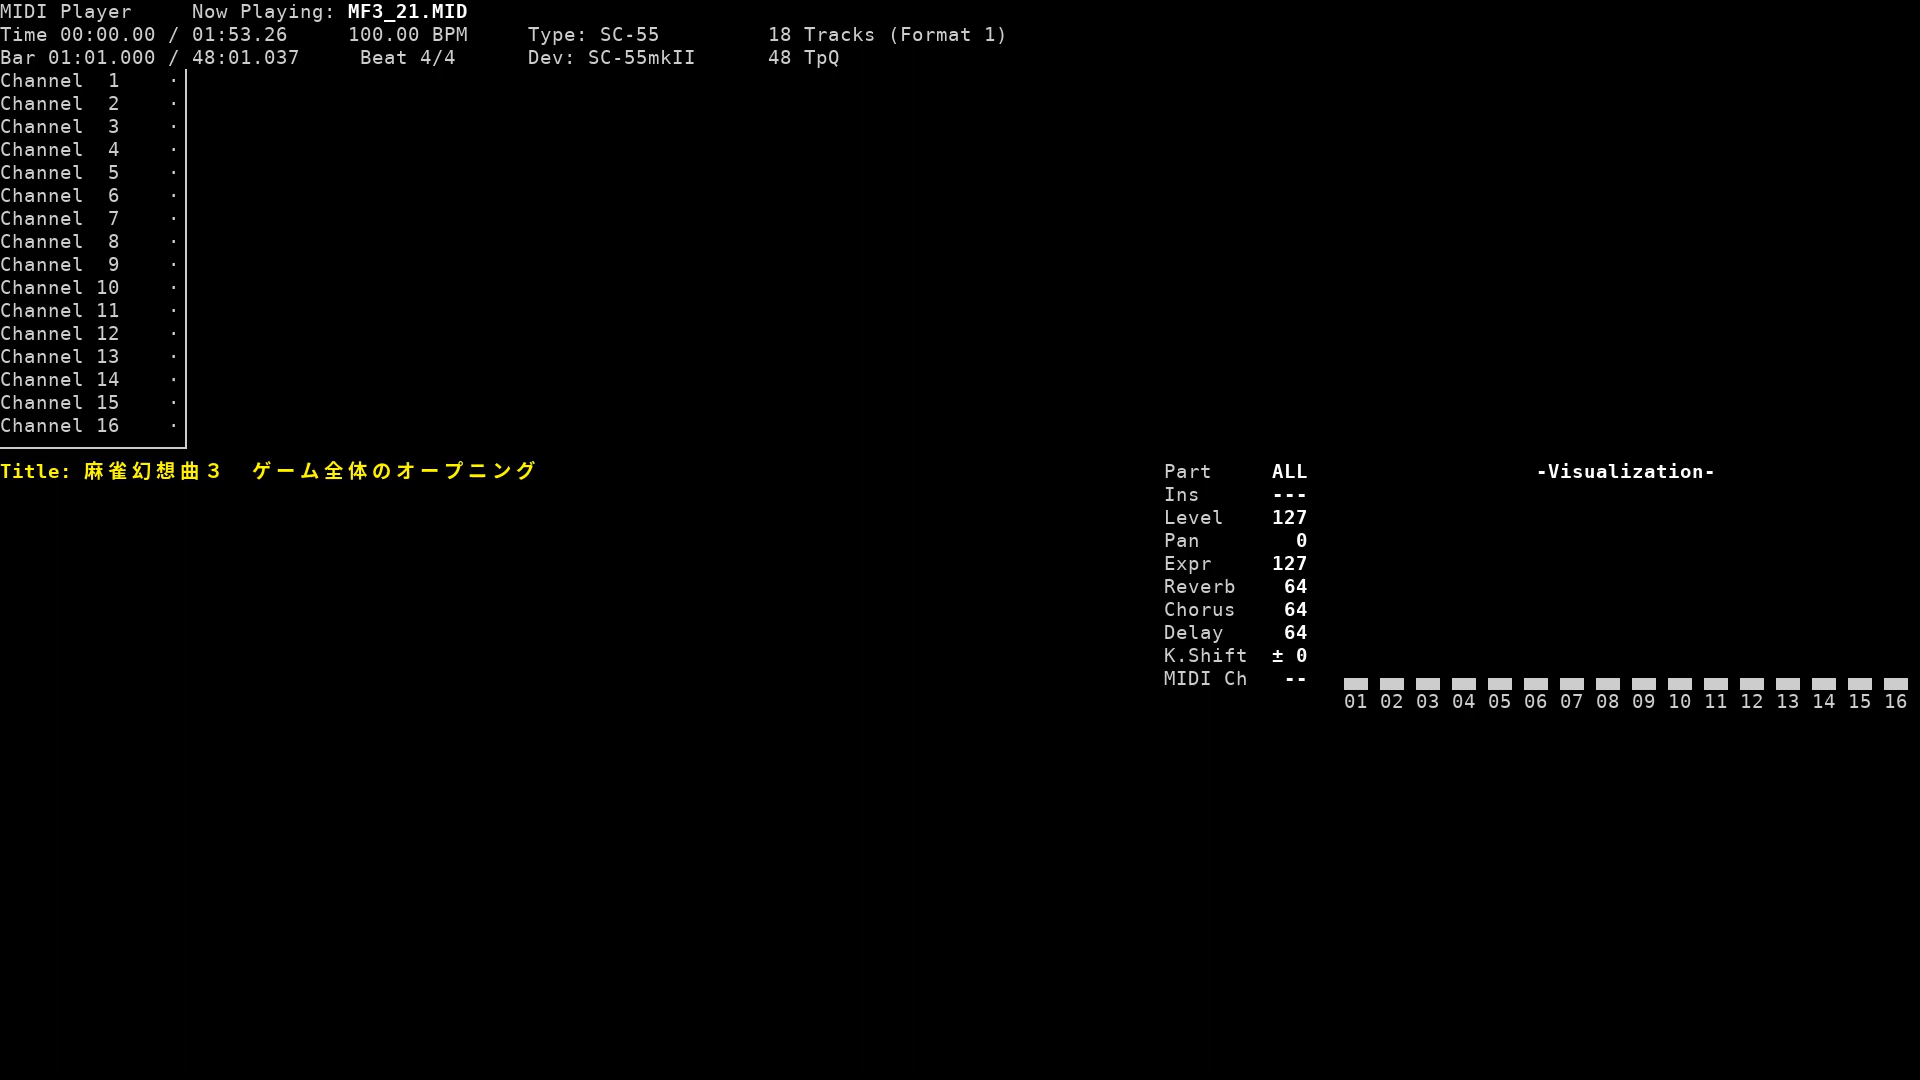 MIDI Player     Now Playing: MF3_21.MID
Time 00:00.00 / 01:53.26     100.00 BPM     Type: SC-55         18 Tracks (Format 1)
Bar 01:01.000 / 48:01.037     Beat 4/4      Dev: SC-55mkII      48 TpQ
Channel  1    ·
Channel  2    ·
Channel  3    ·
Channel  4    ·
Channel  5    ·
Channel  6    ·
Channel  7    ·
Channel  8    ·
Channel  9    ·
Channel 10    ·
Channel 11    ·
Channel 12    ·
Channel 13    ·
Channel 14    ·
Channel 15    ·
Channel 16    ·
Title: 麻雀幻想曲３　ゲーム全体のオープニング
Part     ALL
Ins      ---
Level    127
Pan        0
Expr     127
Reverb    64
Chorus    64
Delay     64
K.Shift  ± 0
MIDI Ch   --
-Visualization-
01 02 03 04 05 06 07 08 09 10 11 12 13 14 15 16